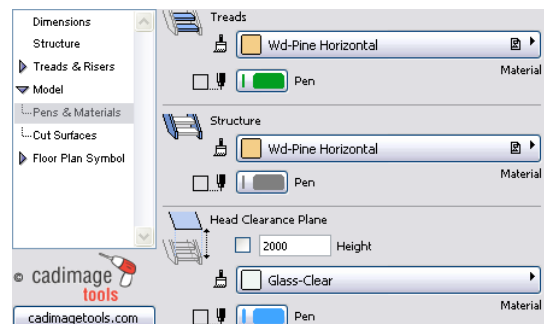 Dimensions
Structure
Treads & Risers
Model
Pens & Materials
Cut Surfaces
Floor Plan Symbol
© cadimage
tools
cadimagetools.com
Treads
Wd-Pine Horizontal
Material
Pen
Structure
Wd-Pine Horizontal
Material
Pen
Head Clearance Plane
2000 Height
Glass-Clear
Material
Pen